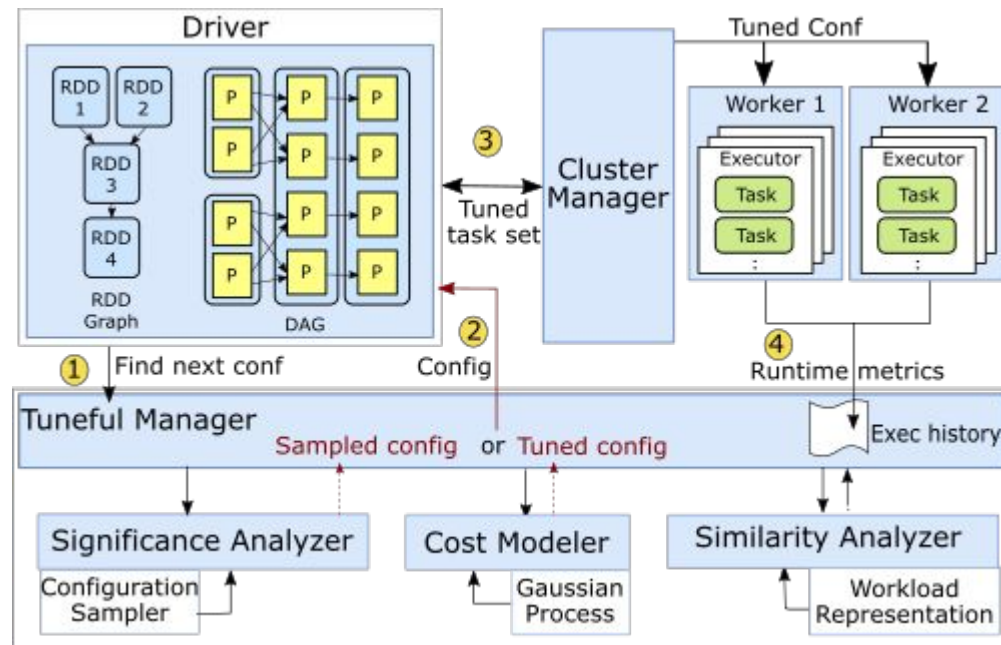 Driver
RDD
1
RDD
2
RDD
3
RDD
4
RDD
Graph
P
P
P
P
P
P
P
P
P
P
P
P
DAG
3
Tuned
task set
Cluster
Manager
Tuned Conf
Worker 1
Executor
Task
Task
:
Worker 2
Executor
Task
Task
:
1
Find next conf
2
Config
4
Runtime metrics
Tuneful Manager
Sampled config or Tuned config
Exec history
Significance Analyzer
Configuration
Sampler
Cost Modeler
Gaussian
Process
Similarity Analyzer
Workload
Representation